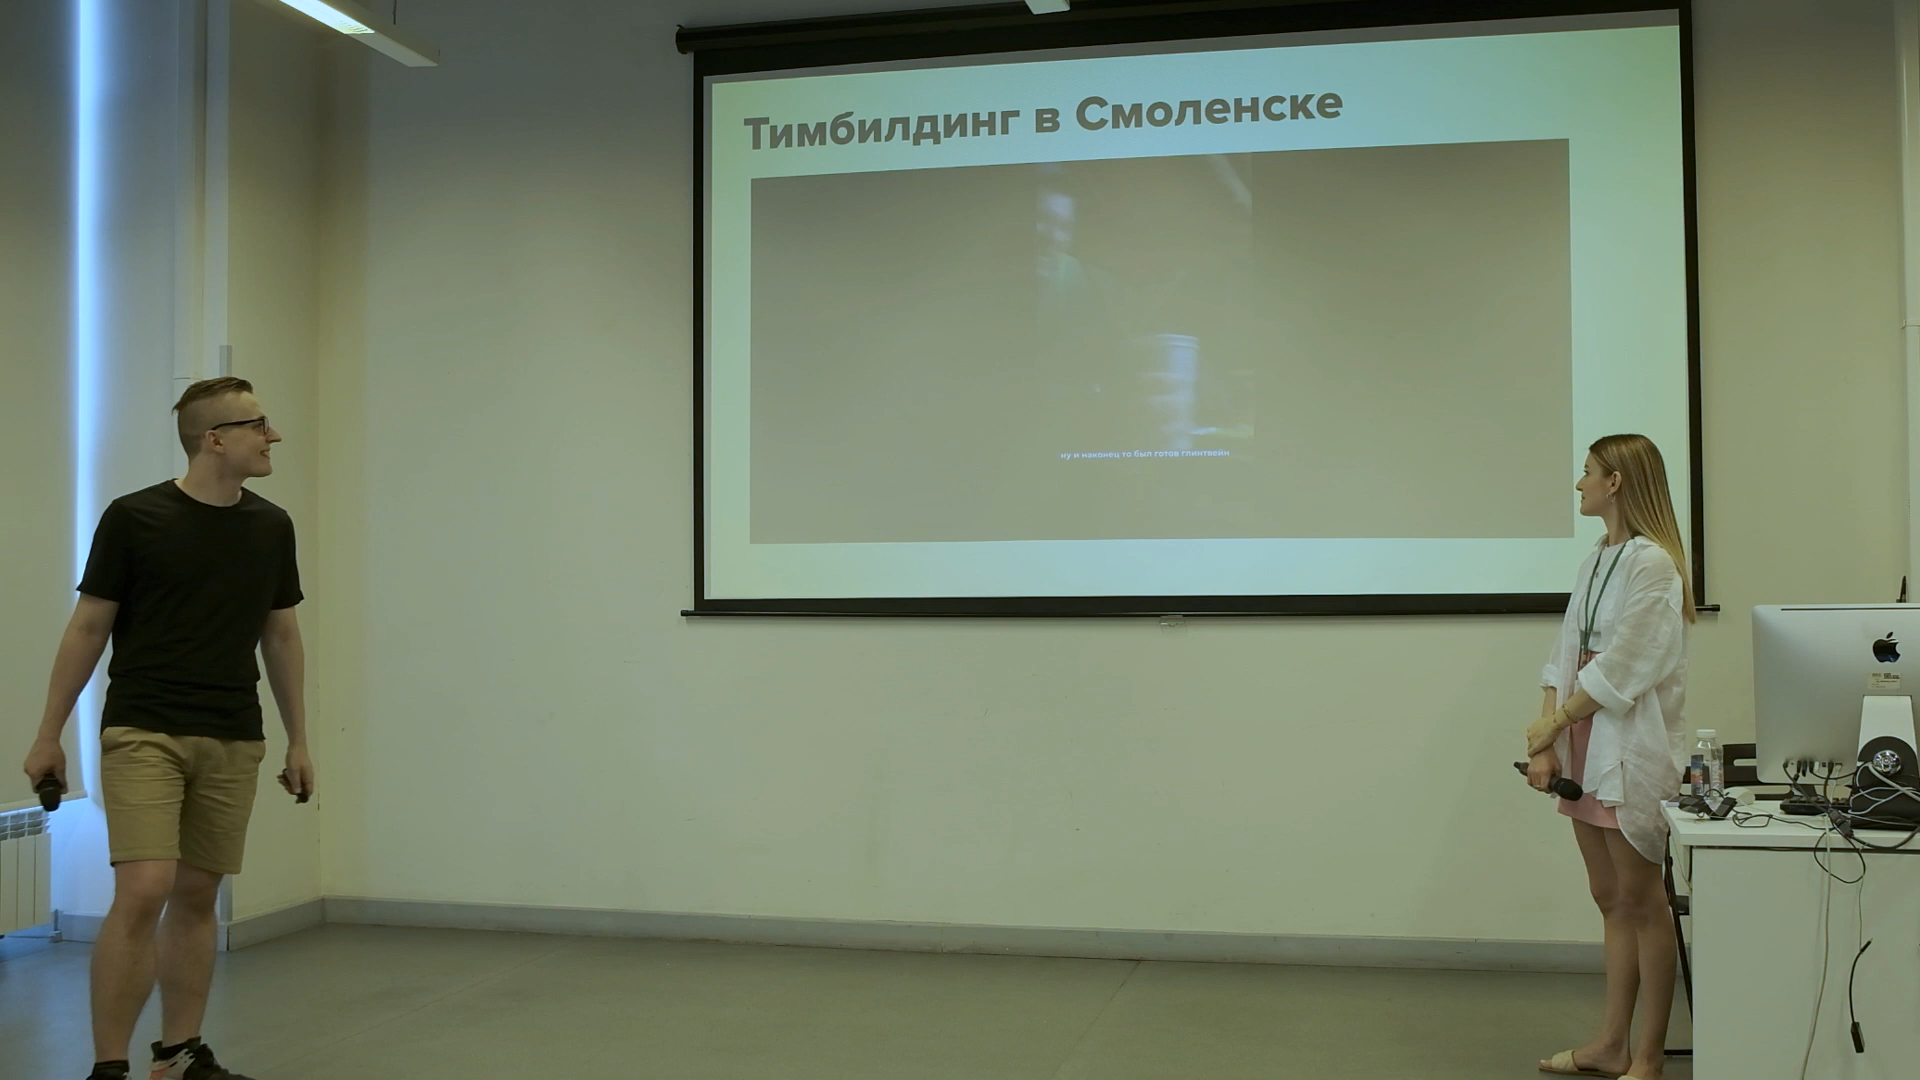 Тимбилдинг в Смоленске
ну и наконец то был готов глинтвейн